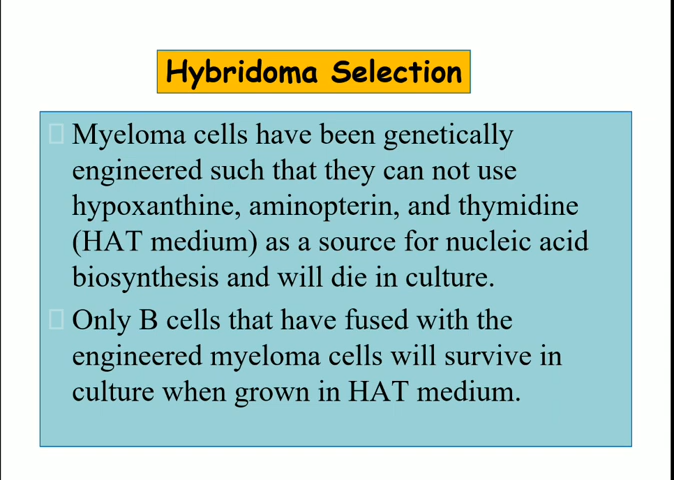 Hybridoma Selection
Myeloma cells have been genetically
engineered such that they can not use
hypoxanthine, aminopterin, and thymidine
(HAT medium) as a source for nucleic acid
biosynthesis and will die in culture.
Only B cells that have fused with the
engineered myeloma cells will survive in
culture when grown in HAT medium.